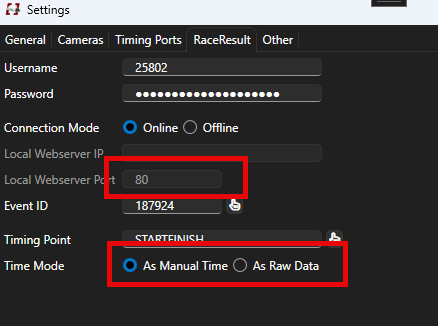 Settings
General Cameras Timing Ports RaceResult Other
Username 25802
Password ●●●●●●●●●●●●●●●●●●●●
Connection Mode Online Offline
Local Webserver IP
Local Webserver Port 80
Event ID 187924
Timing Point STARTFINISH
Time Mode As Manual Time As Raw Data